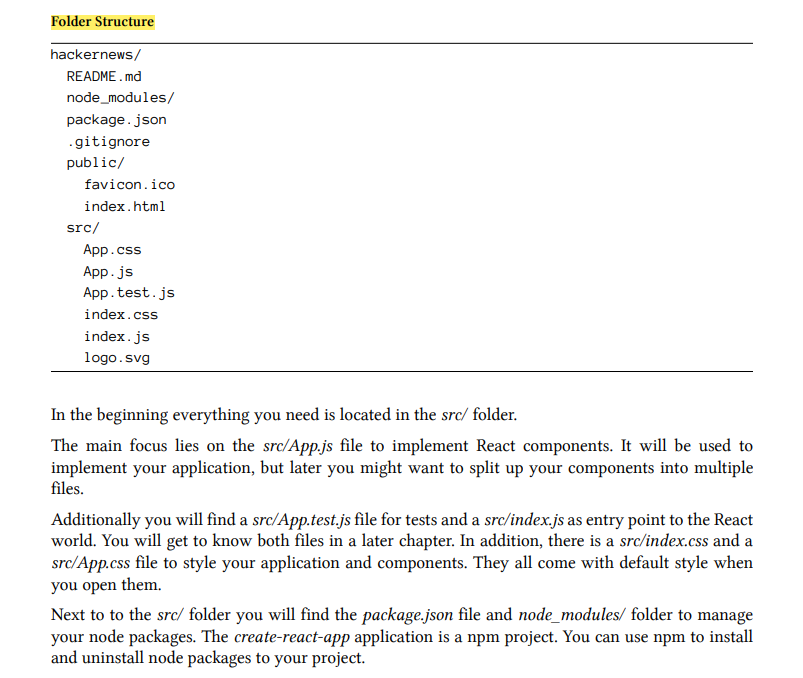 Folder Structure
hackernews/
README.md
node_modules/
package.json
.gitignore
public/
favicon.ico
index.html
src/
App.css
App.js
App.test.js
index.css
index.js
logo.svg
In the beginning everything you need is located in the src/ folder.
The main focus lies on the src/App.js file to implement React components. It will be used to
implement your application, but later you might want to split up your components into multiple
files.
Additionally you will find a src/App.test.js file for tests and a src/index.js as entry point to the React
world. You will get to know both files in a later chapter. In addition, there is a src/index.css and a
src/App.css file to style your application and components. They all come with default style when
you open them.
Next to to the src/ folder you will find the package.json file and node_modules/ folder to manage
your node packages. The create-react-app application is a npm project. You can use npm to install
and uninstall node packages to your project.